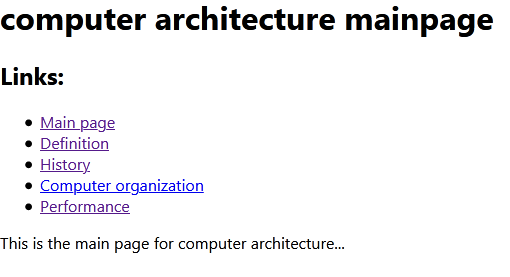 computer architecture mainpage
Links:
Main page
Definition
History
Computer organization
Performance
This is the main page for computer architecture...